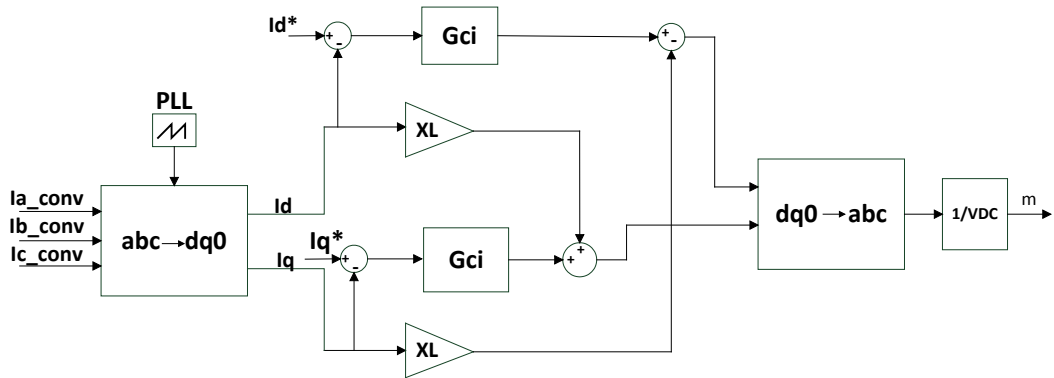 Id*
+
-
Gci
+
-
PLL
XL
Ia_conv
Ib_conv
Ic_conv
abc→dq0
Id
Iq
Iq*
+
-
Gci
+
+
dq0→abc
1/VDC
m
XL